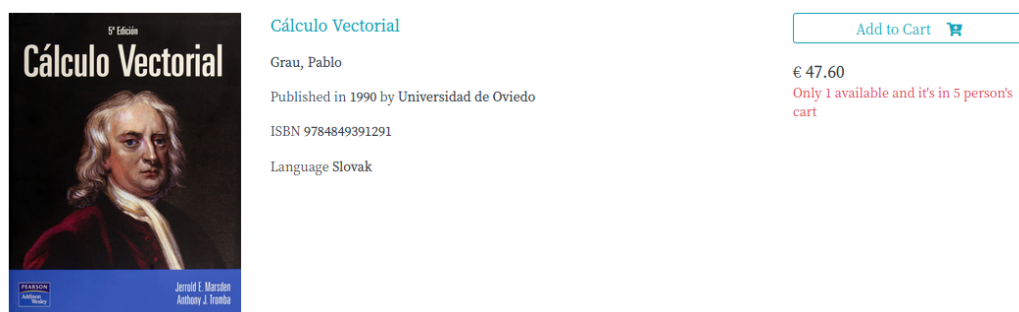 5ª Edición
Cálculo Vectorial
PEARSON
Addison
Wesley
Jerrold E. Marsden
Anthony J. Tromba
Cálculo Vectorial
Grau, Pablo
Published in 1990 by Universidad de Oviedo
ISBN 9784849391291
Language Slovak
Add to Cart
€ 47.60
Only 1 available and it's in 5 person's
cart